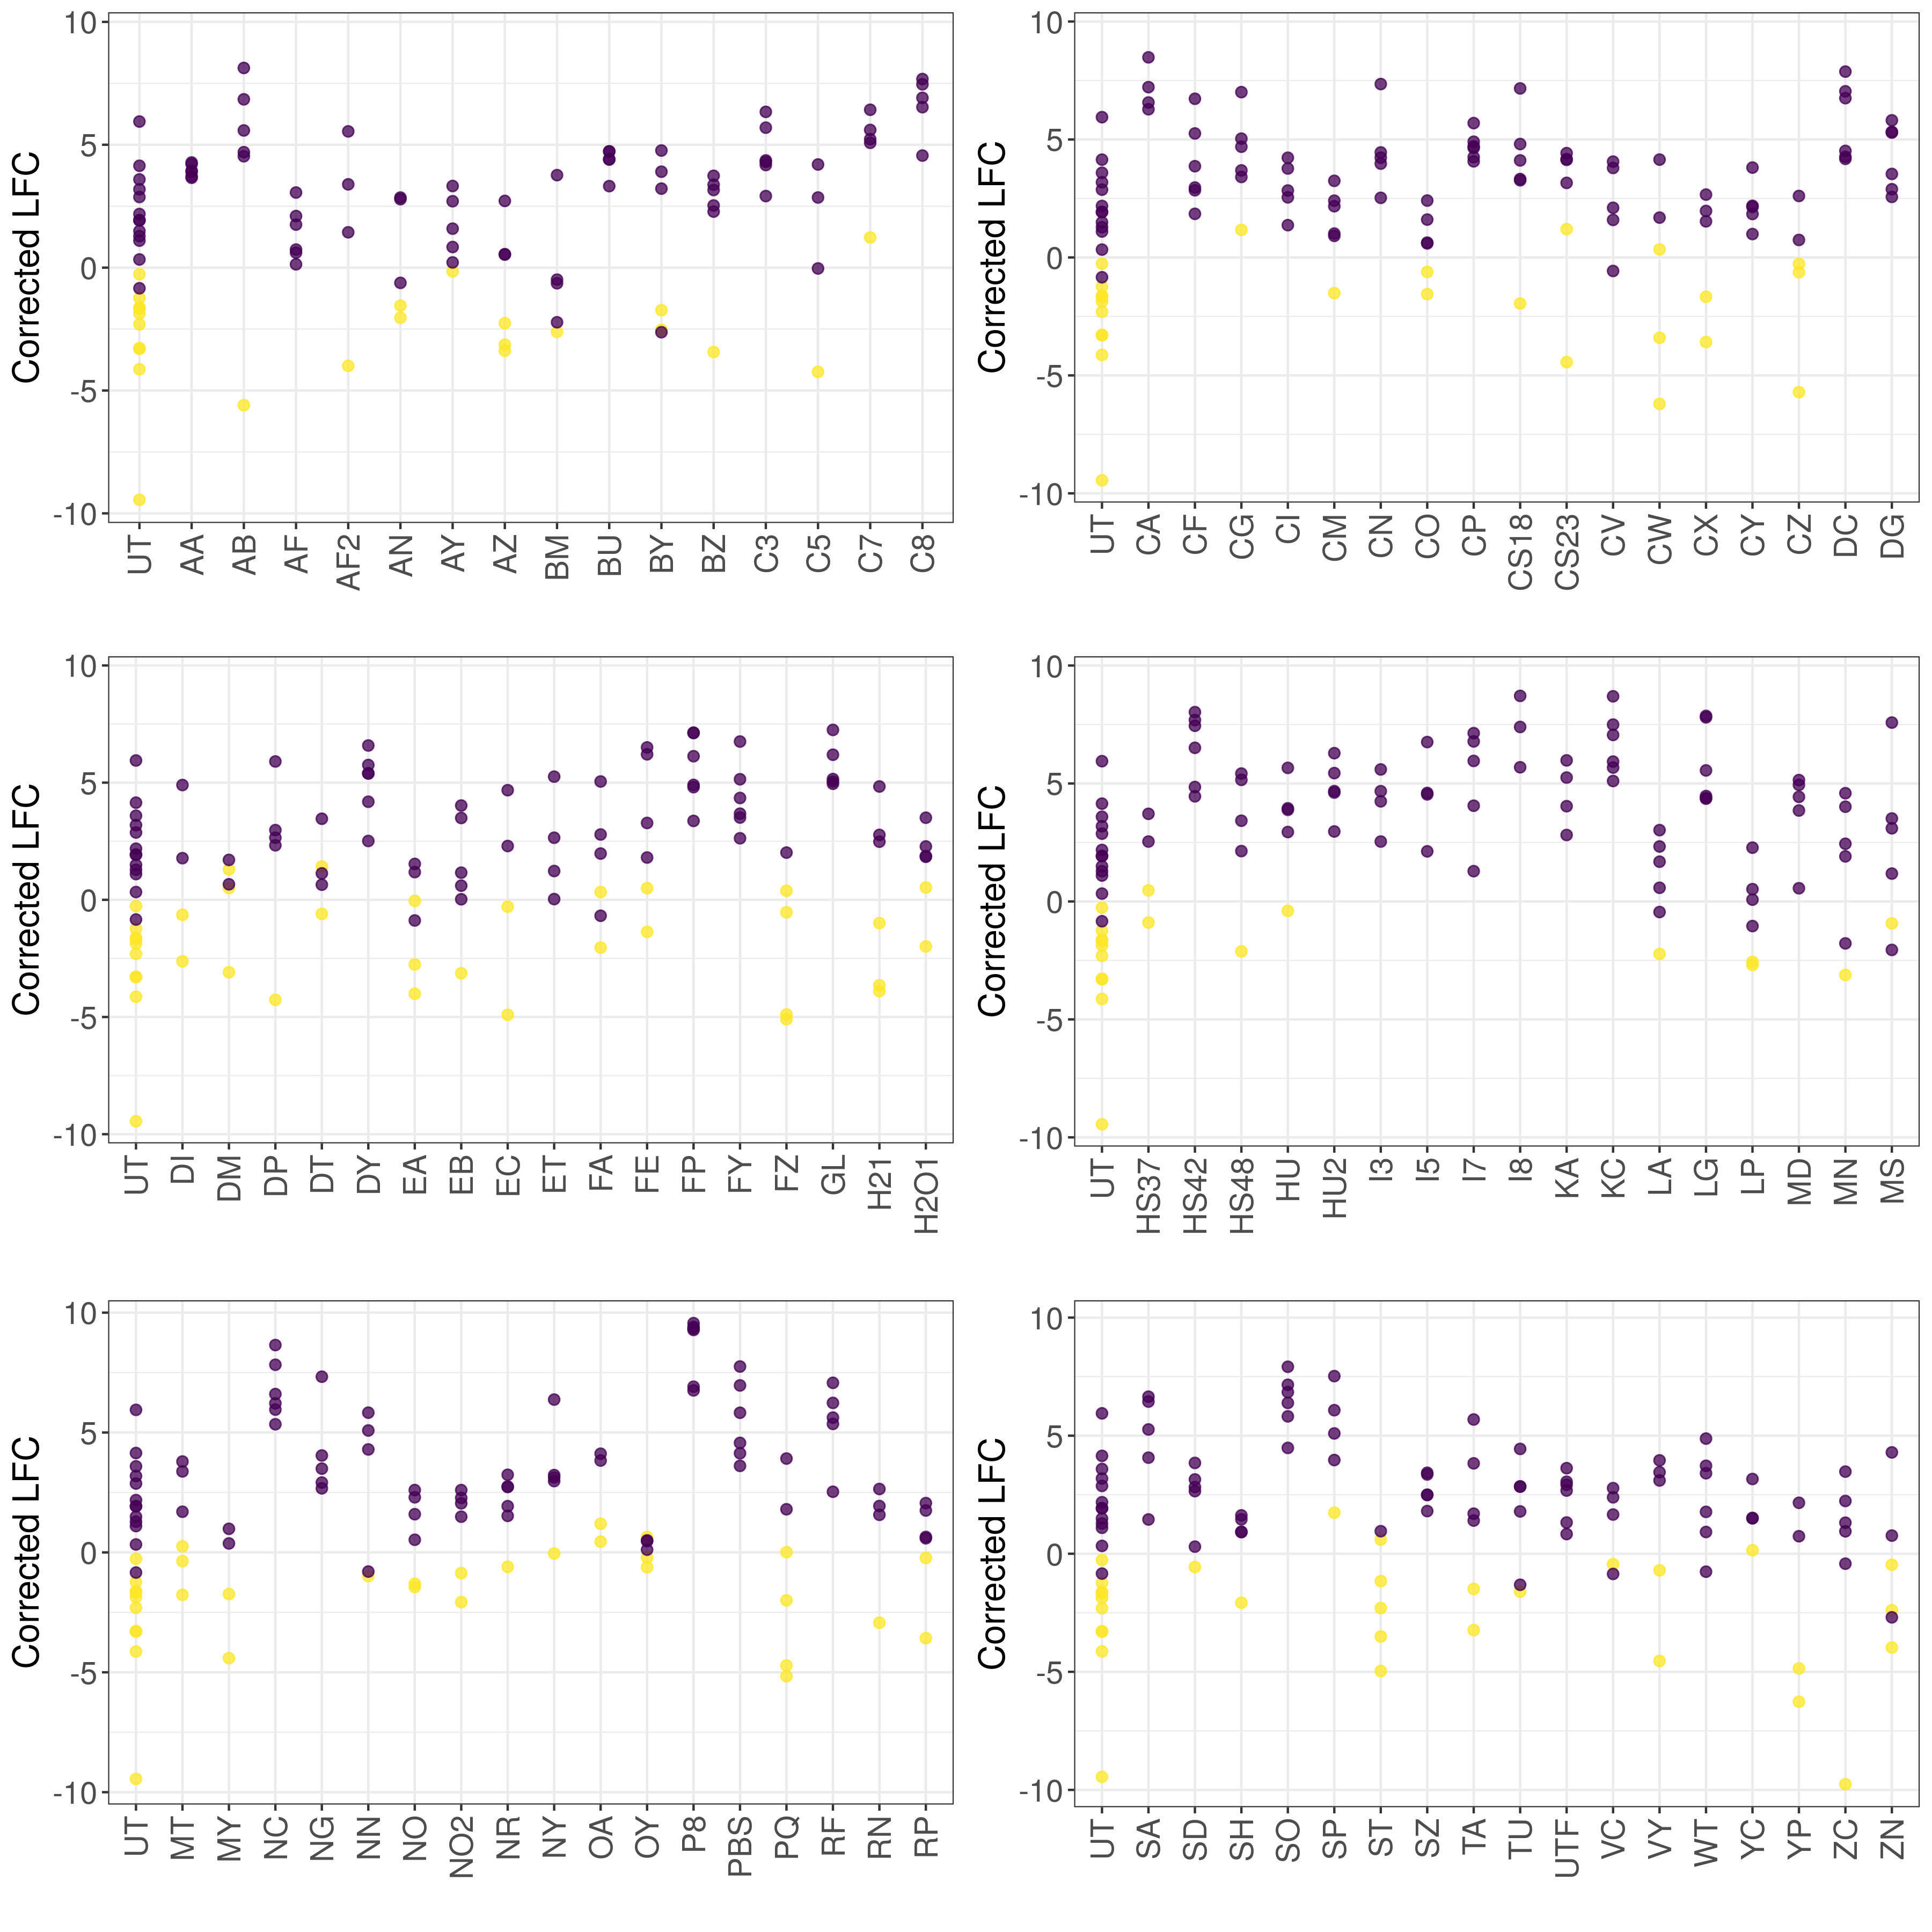 Corrected LFC
10
5
0
-5
-10
UT AA AB AF AF2 AN AY AZ BM BU BY BZ C3 C5 C7 C8
Corrected LFC
10
5
0
-5
-10
UT CA CF CG CI CM CN CO CP CS18 CS23 CV CW CX CY CZ DC DG
Corrected LFC
10
5
0
-5
-10
UT DI DM DP DT DY EA EB EC ET FA FE FP FY FZ GL H21 H2O1
Corrected LFC
10
5
0
-5
-10
UT HS37 HS42 HS48 HU HU2 I3 I5 I7 I8 KA KC LA LG LP MD MN MS
Corrected LFC
10
5
0
-5
-10
UT MT MY NC NG NN NO NO2 NR NY OA OY P8 PBS PQ RF RN RP
Corrected LFC
10
5
0
-5
-10
UT SA SD SH SO SP ST SZ TA TU UTF VC VY WT YC YP ZC ZN